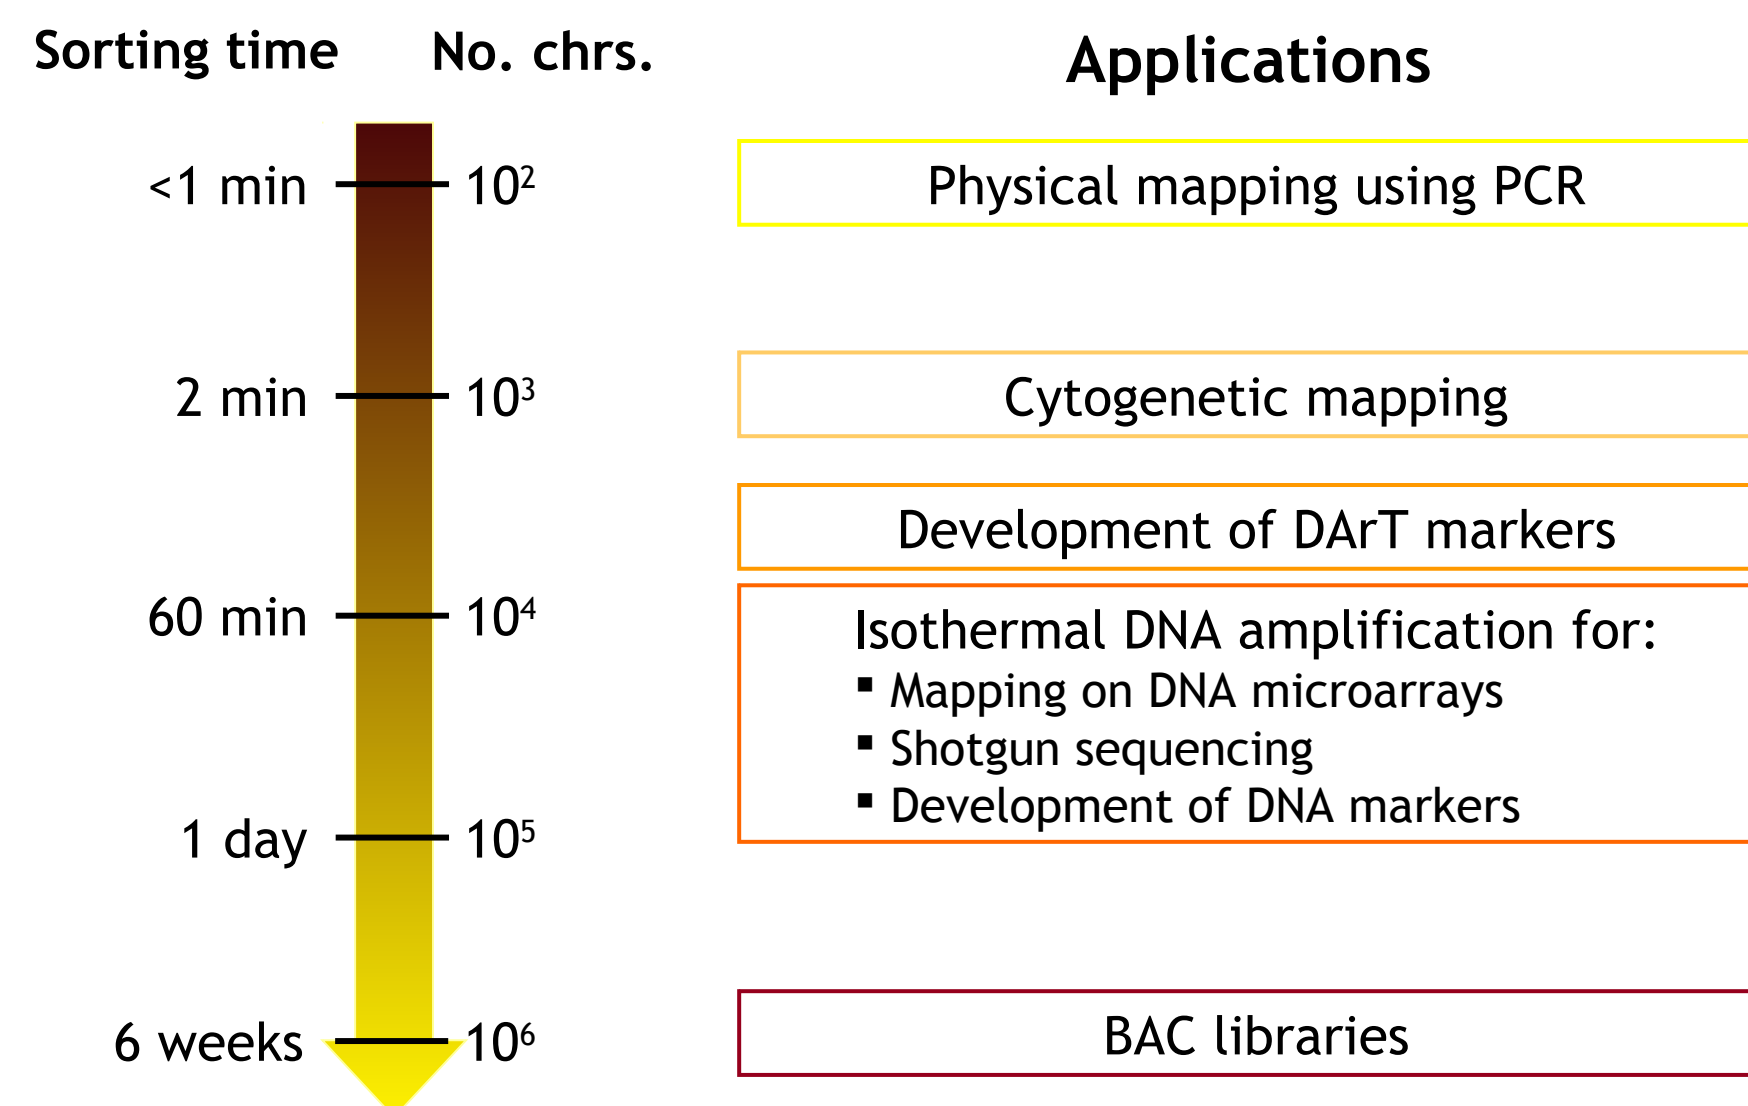 Sorting time No. chrs. Applications
<1 min 10² Physical mapping using PCR
2 min 10³ Cytogenetic mapping
Development of DArT markers
60 min 10⁴ Isothermal DNA amplification for:
▪ Mapping on DNA microarrays
▪ Shotgun sequencing
▪ Development of DNA markers
1 day 10⁵
6 weeks 10⁶ BAC libraries